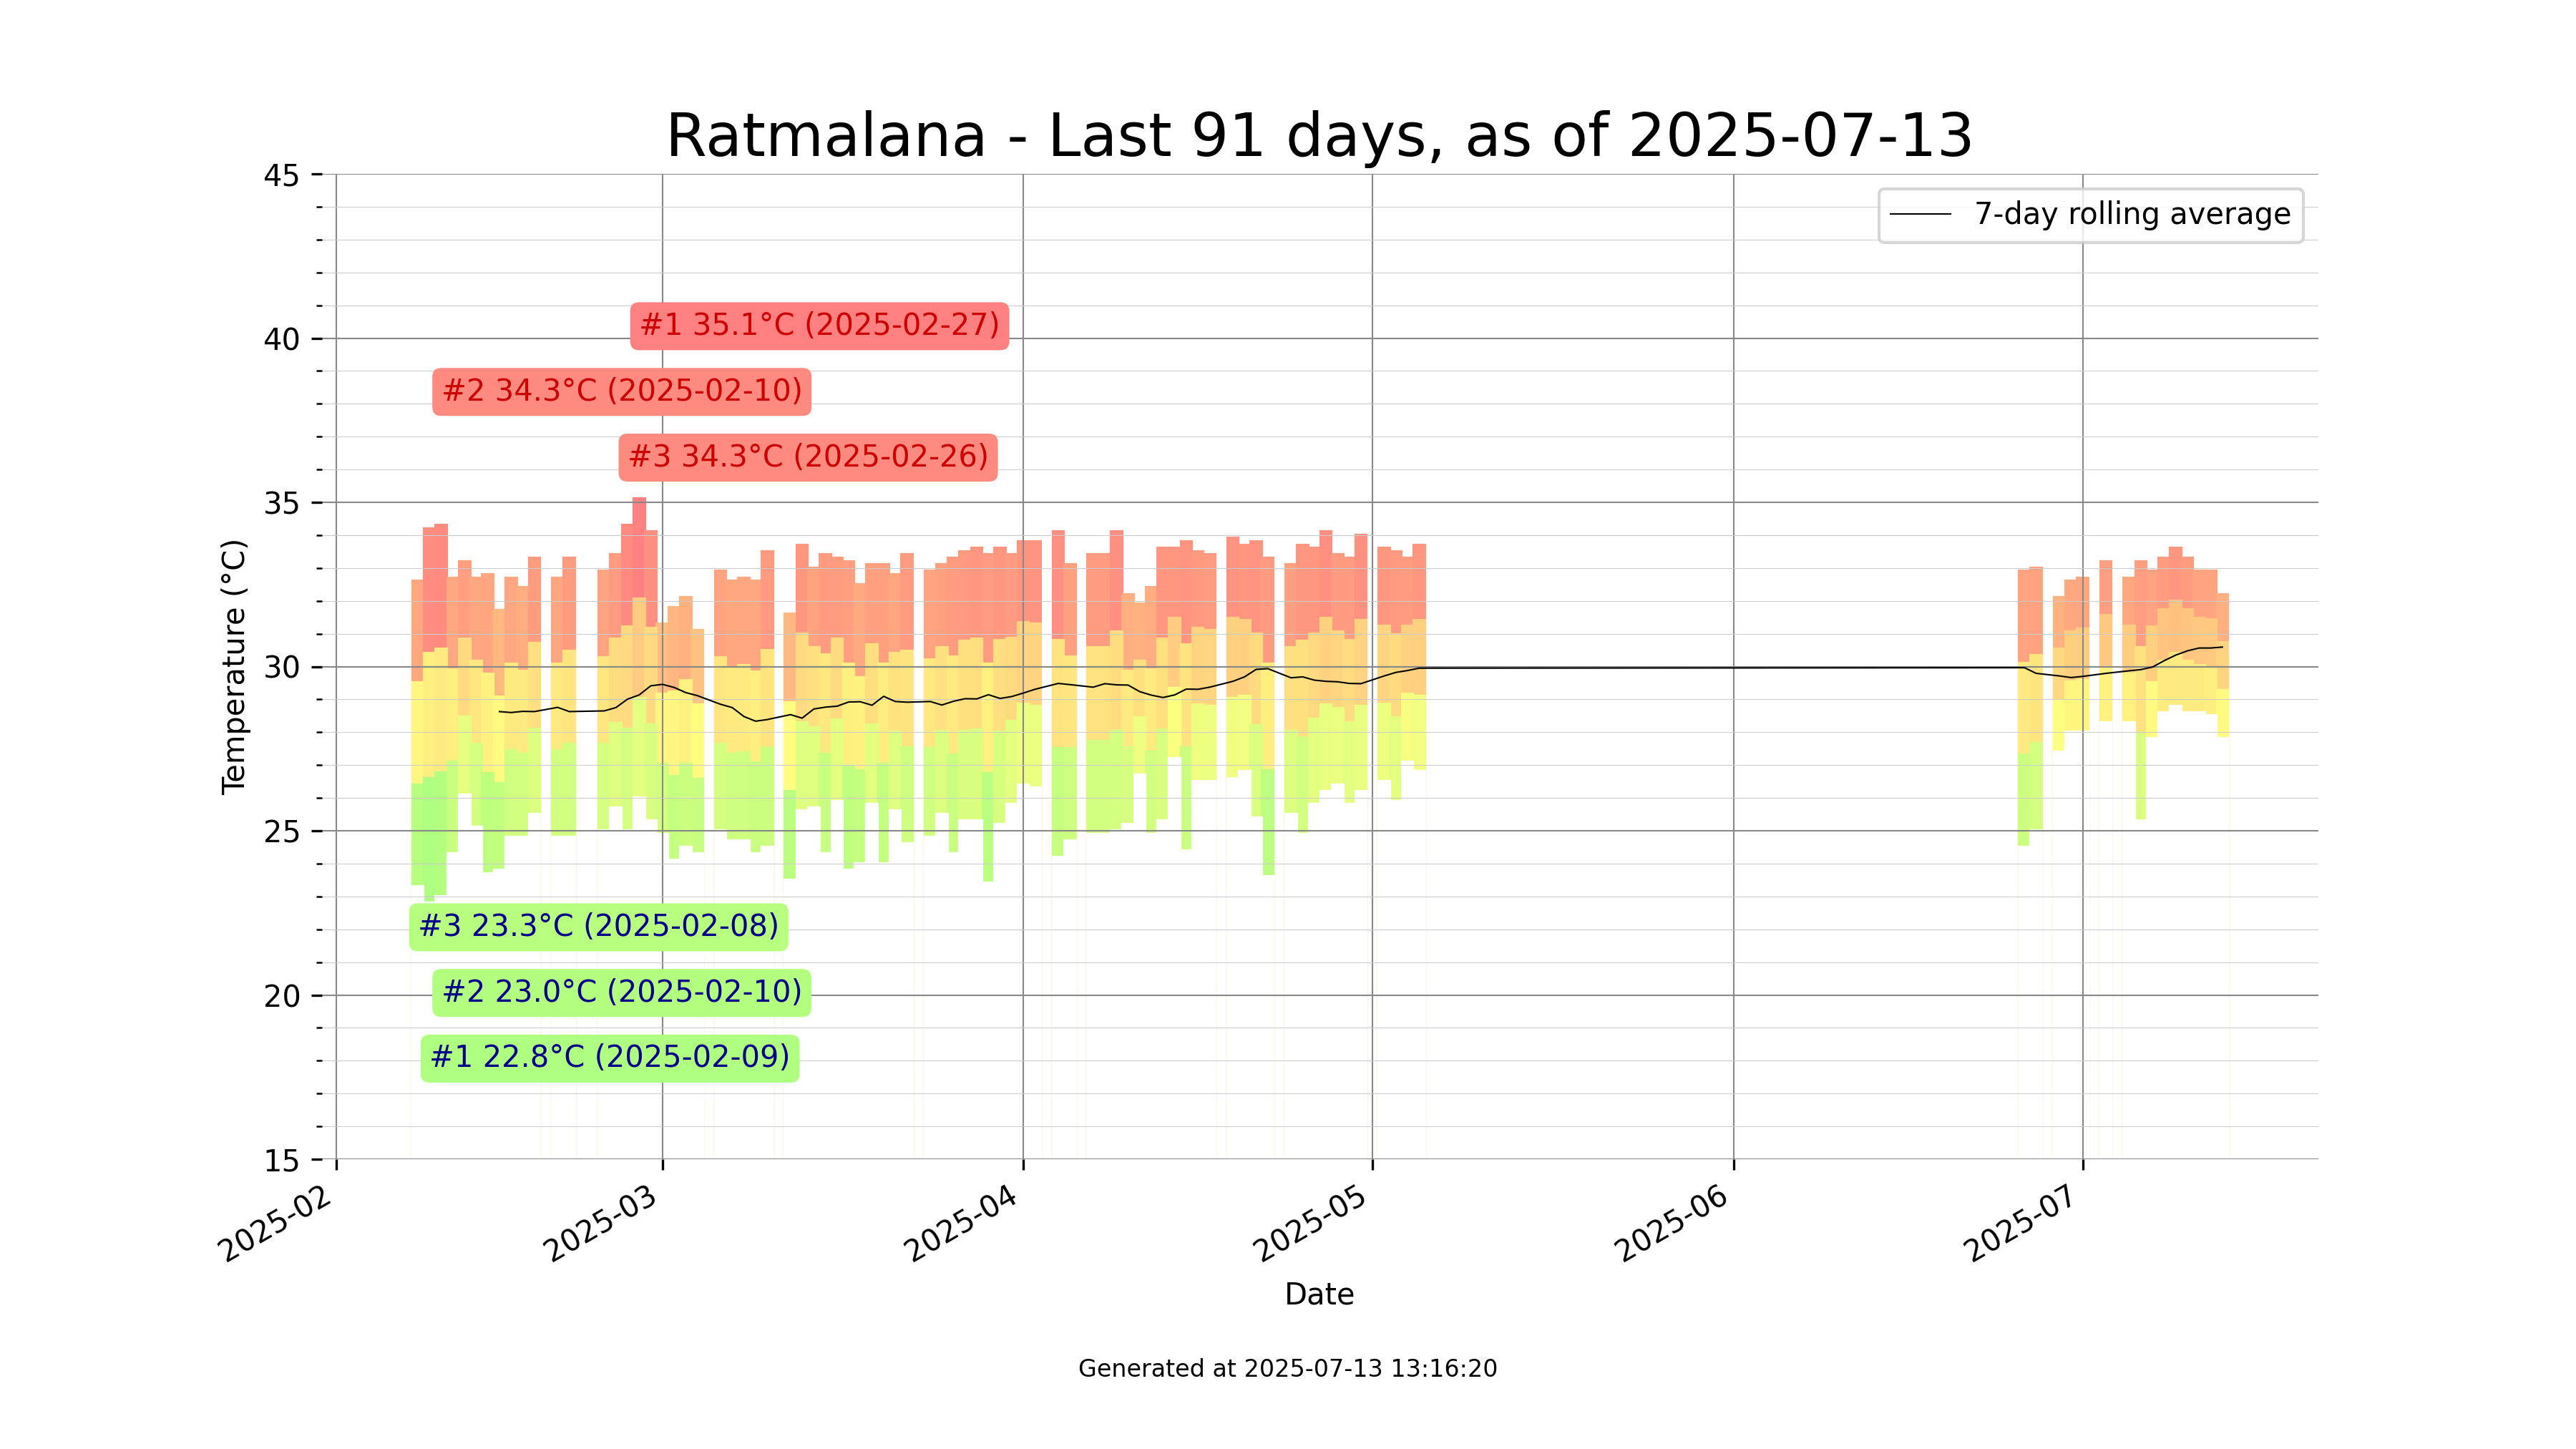 Ratmalana - Last 91 days, as of 2025-07-13
45
7-day rolling average
#1 35.1°C (2025-02-27)
40
#2 34.3°C (2025-02-10)
#3 34.3°C (2025-02-26)
35
Temperature (°C)
30
25
#3 23.3°C (2025-02-08)
#2 23.0°C (2025-02-10)
20
#1 22.8°C (2025-02-09)
15
2025-02
2025-03
2025-04
2025-05
2025-06
2025-07
Date
Generated at 2025-07-13 13:16:20